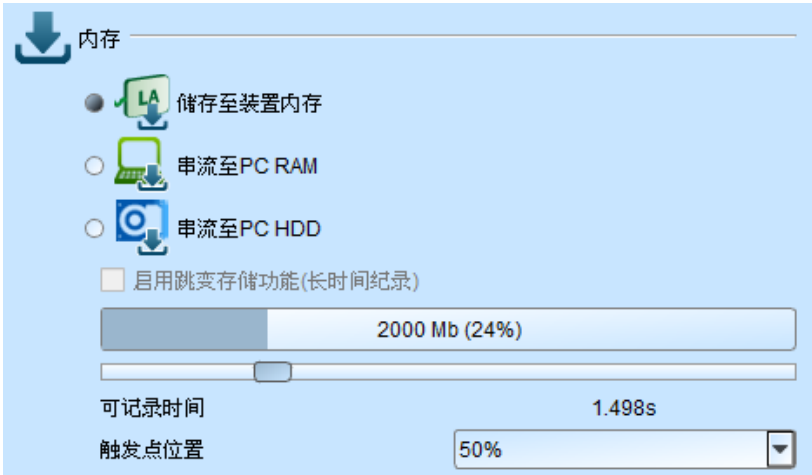 内存
LA 储存至装置内存
串流至PC RAM
串流至PC HDD
启用跳变存储功能(长时间纪录)
2000 Mb (24%)
可记录时间 1.498s
触发点位置 50%